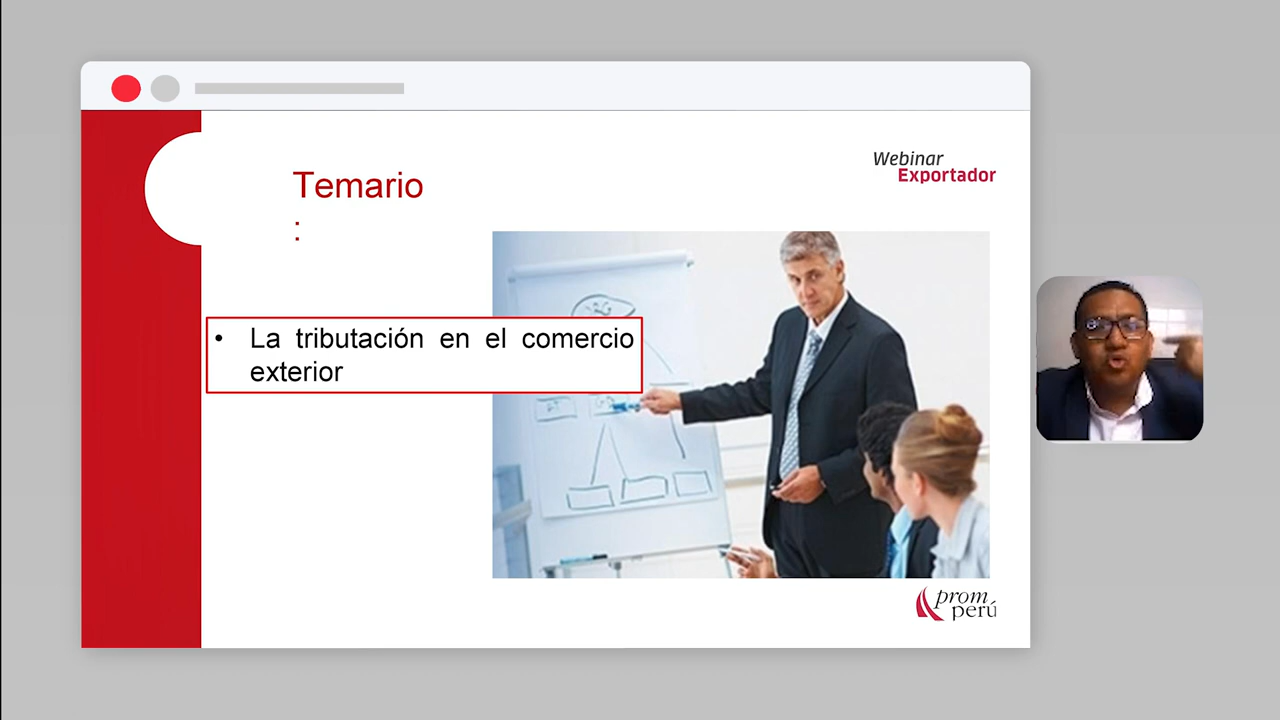 Temario
:
Webinar
Exportador
• La tributación en el comercio
exterior
prom
perú